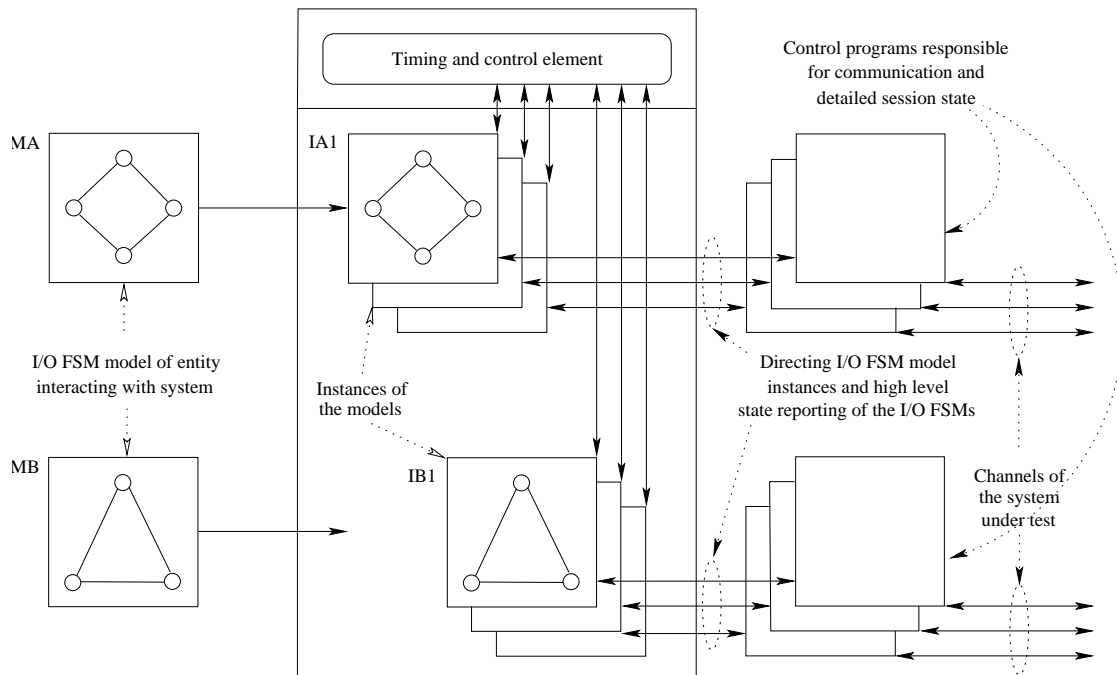 Timing and control element
Control programs responsible
for communication and
detailed session state
MA
IA1
I/O FSM model of entity
interacting with system
Instances of
the models
Directing I/O FSM model
instances and high level
state reporting of the I/O FSMs
MB
IB1
Channels of
the system
under test